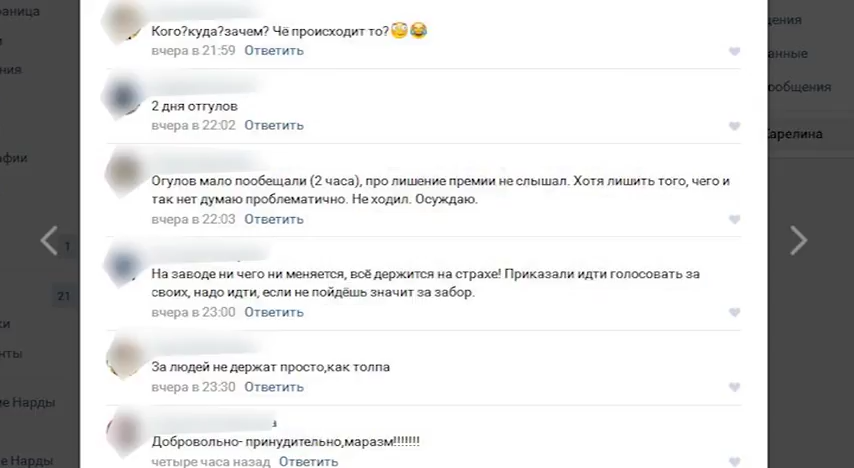 Кого?куда?зачем? Чё происходит то?
вчера в 21:59 Ответить
2 дня отгулов
вчера в 22:02 Ответить
Огулов мало пообещали (2 часа), про лишение премии не слышал. Хотя лишить того, чего и
так нет думаю проблематично. Не ходил. Осуждаю.
вчера в 22:03 Ответить
На заводе ни чего ни меняется, всё держится на страхе! Приказали идти голосовать за
своих, надо идти, если не пойдёшь значит за забор.
вчера в 23:00 Ответить
За людей не держат просто,как толпа
вчера в 23:30 Ответить
Добровольно- принудительно,маразм!!!!!!!
четыре часа назад Ответить
1
21
Нарды
Нарды